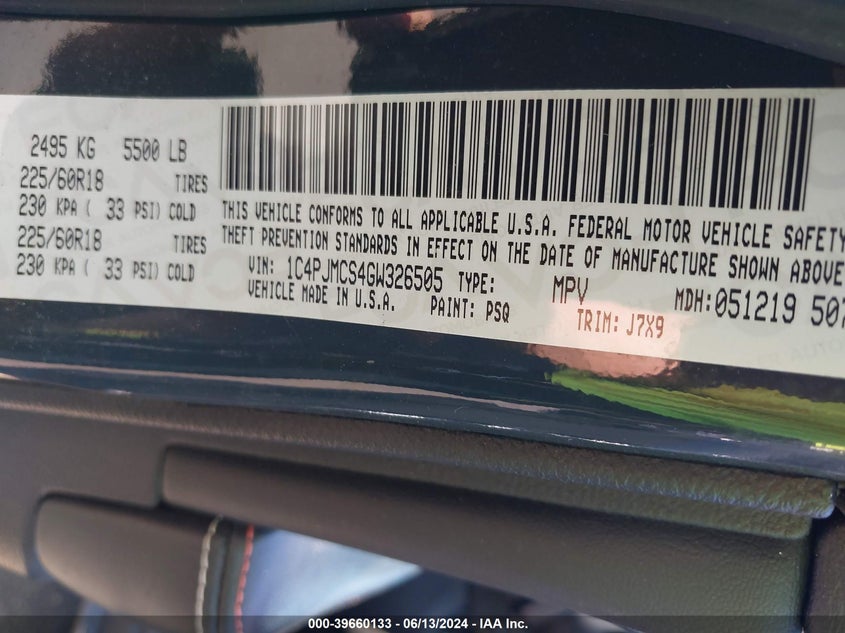 2495 KG 5500 LB
225/60R18 TIRES
230 KPA ( 33 PSI) COLD
225/60R18 TIRES
230 KPA ( 33 PSI) COLD
THIS VEHICLE CONFORMS TO ALL APPLICABLE U.S.A. FEDERAL MOTOR VEHICLE SAFETY
THEFT PREVENTION STANDARDS IN EFFECT ON THE DATE OF MANUFACTURE SHOWN ABOVE
VIN: 1C4PJMCS4GW326505 TYPE: MPV MDH:051219 507
VEHICLE MADE IN U.S.A. PAINT: PSQ TRIM: J7X9
000-39660133 - 06/13/2024 - IAA Inc.